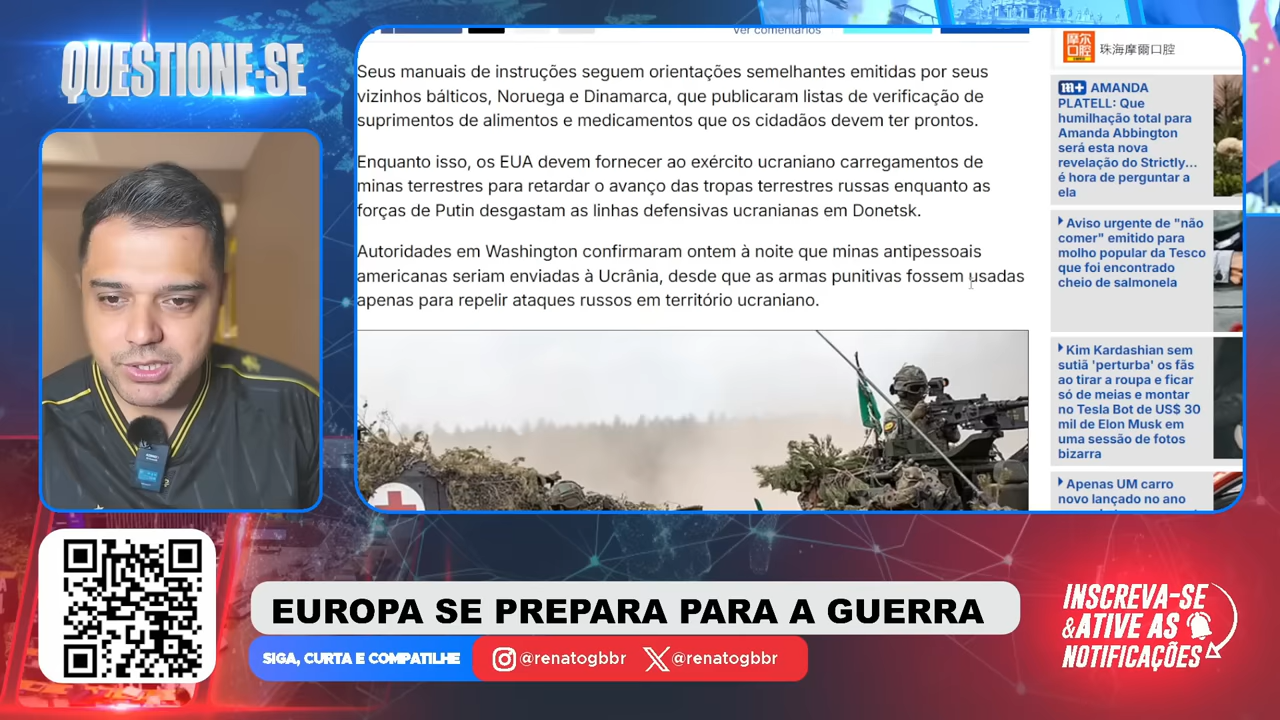 QUESTIONE-SE
Ver comentários
Seus manuais de instruções seguem orientações semelhantes emitidas por seus
vizinhos bálticos, Noruega e Dinamarca, que publicaram listas de verificação de
suprimentos de alimentos e medicamentos que os cidadãos devem ter prontos.
Enquanto isso, os EUA devem fornecer ao exército ucraniano carregamentos de
minas terrestres para retardar o avanço das tropas terrestres russas enquanto as
forças de Putin desgastam as linhas defensivas ucranianas em Donetsk.
Autoridades em Washington confirmaram ontem à noite que minas antipessoais
americanas seriam enviadas à Ucrânia, desde que as armas punitivas fossem usadas
apenas para repelir ataques russos em território ucraniano.
摩尔
口腔
珠海摩爾口腔
m+ AMANDA
PLATELL: Que
humilhação total para
Amanda Abbington
será esta nova
revelação do Strictly...
é hora de perguntar a
ela
Aviso urgente de "não
comer" emitido para
molho popular da Tesco
que foi encontrado
cheio de salmonela
Kim Kardashian sem
sutiã 'perturba' os fãs
ao tirar a roupa e ficar
só de meias e montar
no Tesla Bot de US$ 30
mil de Elon Musk em
uma sessão de fotos
bizarra
Apenas UM carro
novo lançado no ano
EUROPA SE PREPARA PARA A GUERRA
SIGA, CURTA E COMPATILHE
@renatogbbr
@renatogbbr
INSCREVA-SE
&ATIVE AS
NOTIFICAÇÕES